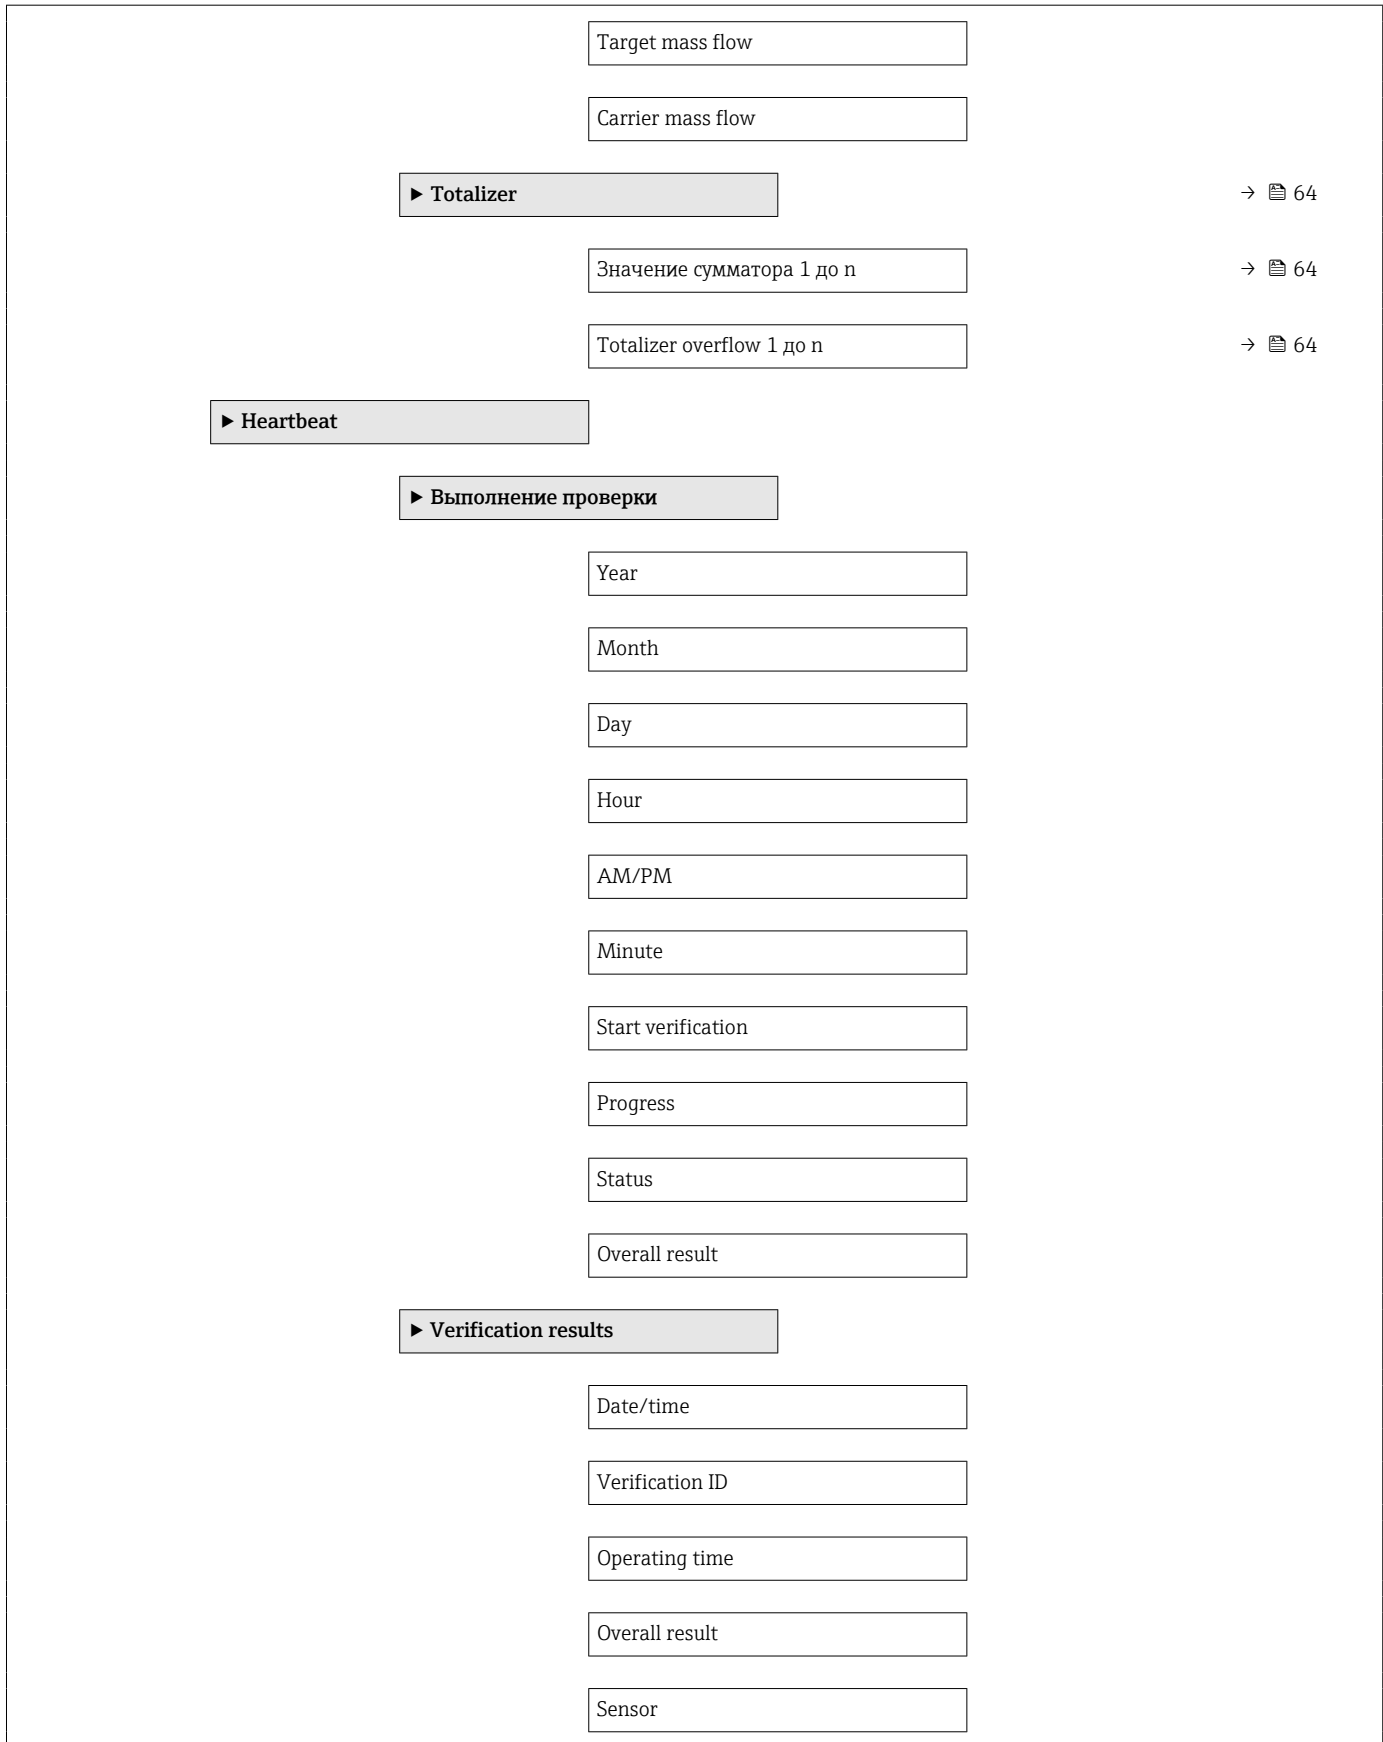 Target mass flow
Carrier mass flow
▶ Totalizer → 64
Значение сумматора 1 до n → 64
Totalizer overflow 1 до n → 64
▶ Heartbeat
▶ Выполнение проверки
Year
Month
Day
Hour
AM/PM
Minute
Start verification
Progress
Status
Overall result
▶ Verification results
Date/time
Verification ID
Operating time
Overall result
Sensor